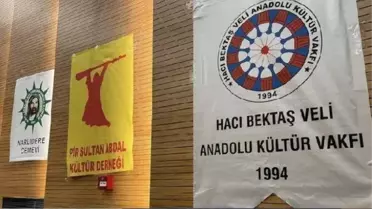 NARLIDERE
CEMEVİ
PİR SULTAN ABDAL
KÜLTÜR DERNEĞİ
HACI BEKTAŞ VELİ ANADOLU KÜLTÜR VAKFI
1994
HACI BEKTAŞ VELİ
ANADOLU KÜLTÜR VAKFI
1994